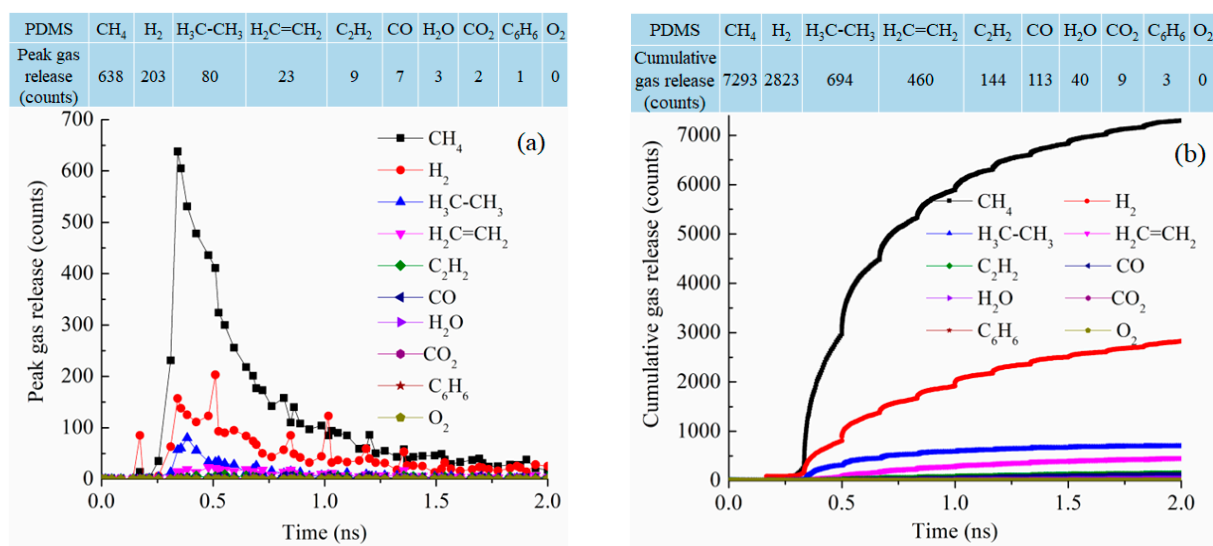 PDMS CH₄ H₂ H₃C-CH₃ H₂C=CH₂ C₂H₂ CO H₂O CO₂ C₆H₆ O₂
Peak gas
release
(counts)
638 203 80 23 9 7 3 2 1 0
700
600
500
400
300
200
100
0
Peak gas release (counts)
(a)
CH₄
H₂
H₃C-CH₃
H₂C=CH₂
C₂H₂
CO
H₂O
CO₂
C₆H₆
O₂
0.0 0.5 1.0 1.5 2.0
Time (ns)
PDMS CH₄ H₂ H₃C-CH₃ H₂C=CH₂ C₂H₂ CO H₂O CO₂ C₆H₆ O₂
Cumulative
gas release
(counts)
7293 2823 694 460 144 113 40 9 3 0
7000
6000
5000
4000
3000
2000
1000
0
Cumulative gas release (counts)
(b)
CH₄ H₂
H₃C-CH₃ H₂C=CH₂
C₂H₂ CO
H₂O CO₂
C₆H₆ O₂
0.0 0.5 1.0 1.5 2.0
Time (ns)